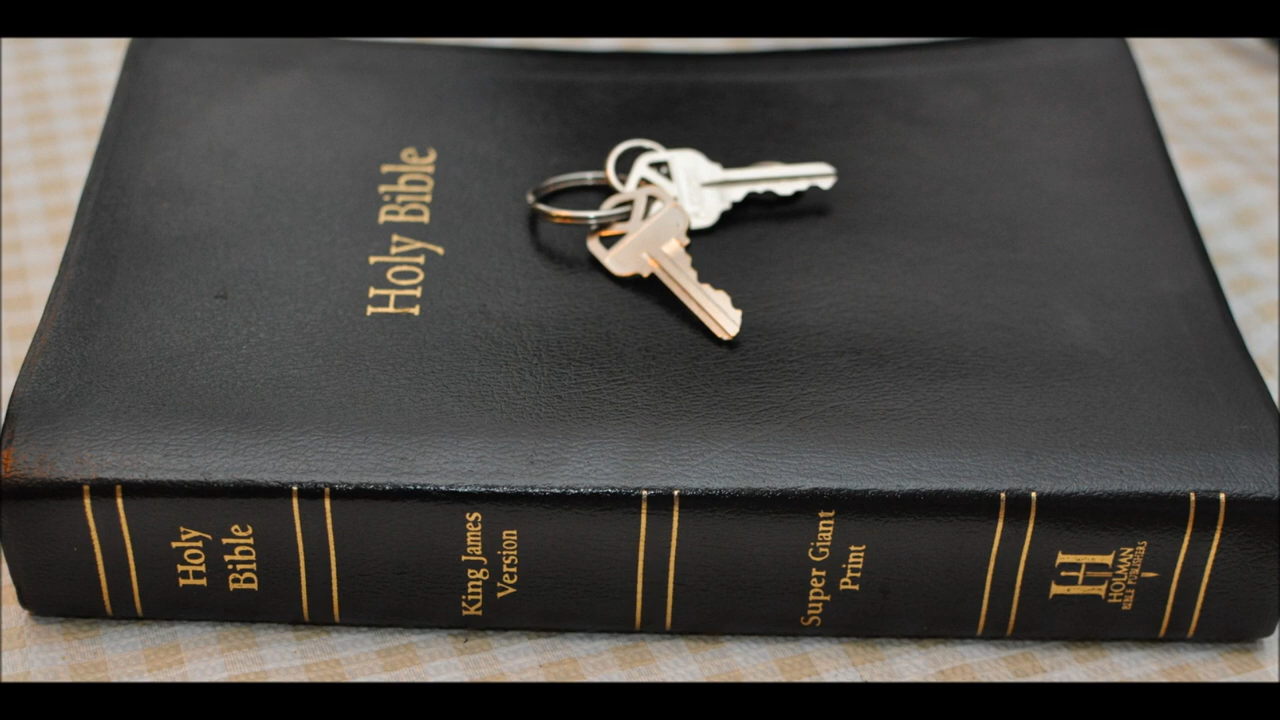 Holy Bible
Holy
Bible
King James
Version
Super Giant
Print
HOLMAN
BIBLE PUBLISHERS